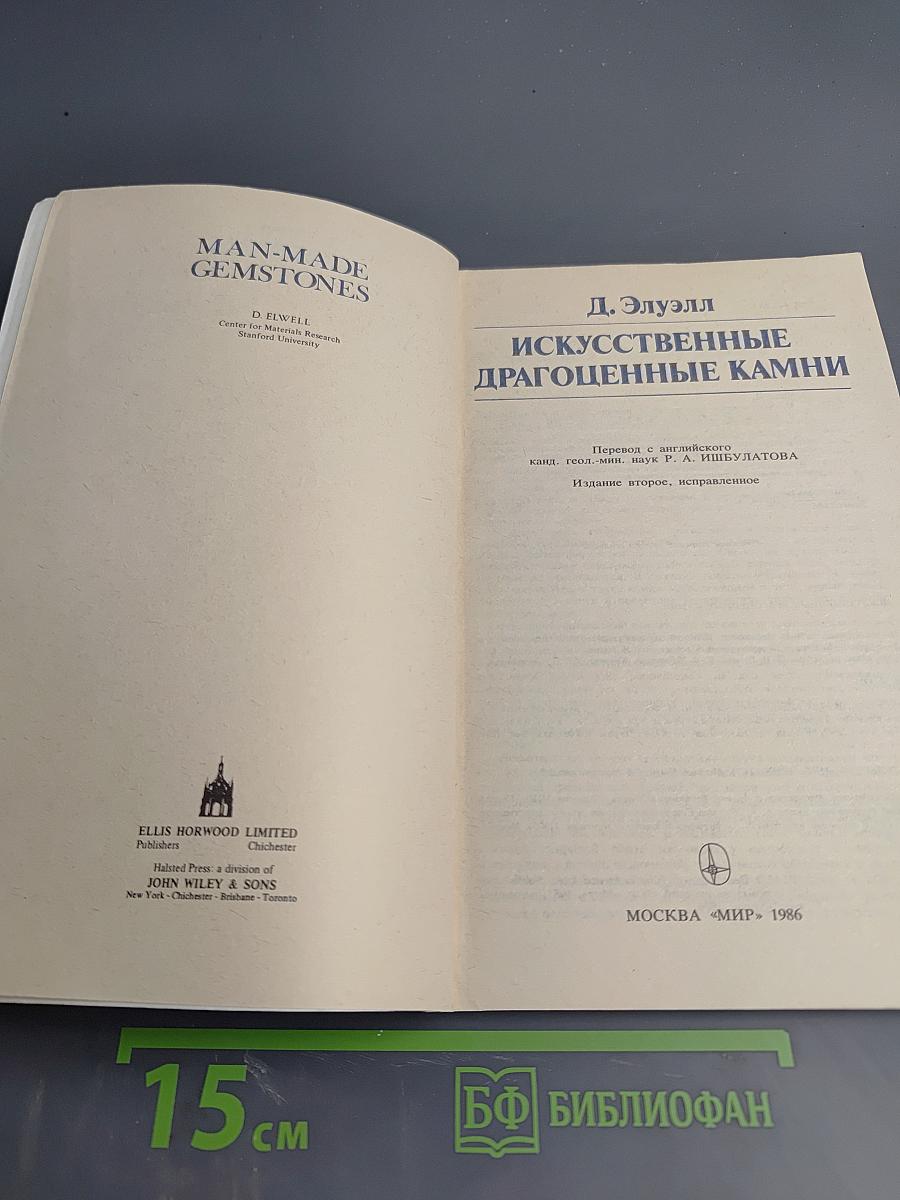 MAN-MADE
GEMSTONES
D. ELWELL
Center for Materials Research
Stanford University
ELLIS HORWOOD LIMITED
Publishers Chichester
Halsted Press: a division of
JOHN WILEY & SONS
New York - Chichester - Brisbane - Toronto
Д. Элуэлл
ИСКУССТВЕННЫЕ
ДРАГОЦЕННЫЕ КАМНИ
Перевод с английского
канд. геол.-мин. наук Р. А. ИШБУЛАТОВА
Издание второе, исправленное
МОСКВА «МИР» 1986
15 см
БФ БИБЛИОФАН